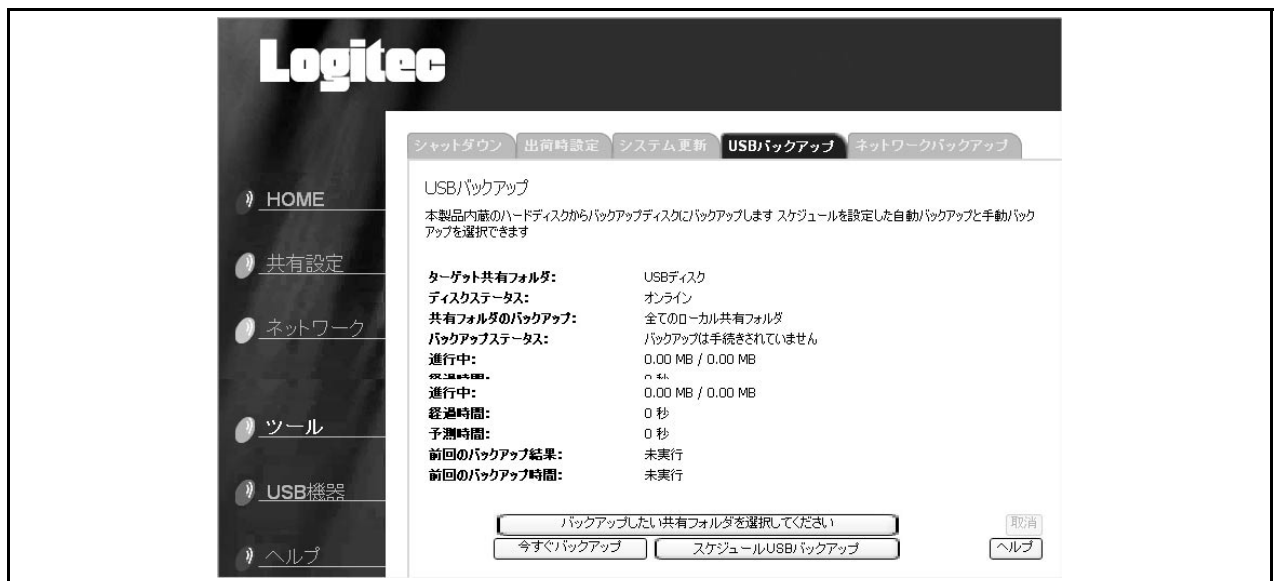 Logitec
シャットダウン 出荷時設定 システム更新 USBバックアップ ネットワークバックアップ
HOME
共有設定
ネットワーク
ツール
USB機器
ヘルプ
USBバックアップ
本製品内蔵のハードディスクからバックアップディスクにバックアップします スケジュールを設定した自動バックアップと手動バック
アップを選択できます
ターゲット共有フォルダ: USBディスク
ディスクステータス: オンライン
共有フォルダのバックアップ: 全てのローカル共有フォルダ
バックアップステータス: バックアップは手続きされていません
進行中: 0.00 MB / 0.00 MB
進行中: 0.00 MB / 0.00 MB
経過時間: 0 秒
予測時間: 0 秒
前回のバックアップ結果: 未実行
前回のバックアップ時間: 未実行
バックアップしたい共有フォルダを選択してください 取消
今すぐバックアップ スケジュールUSBバックアップ ヘルプ